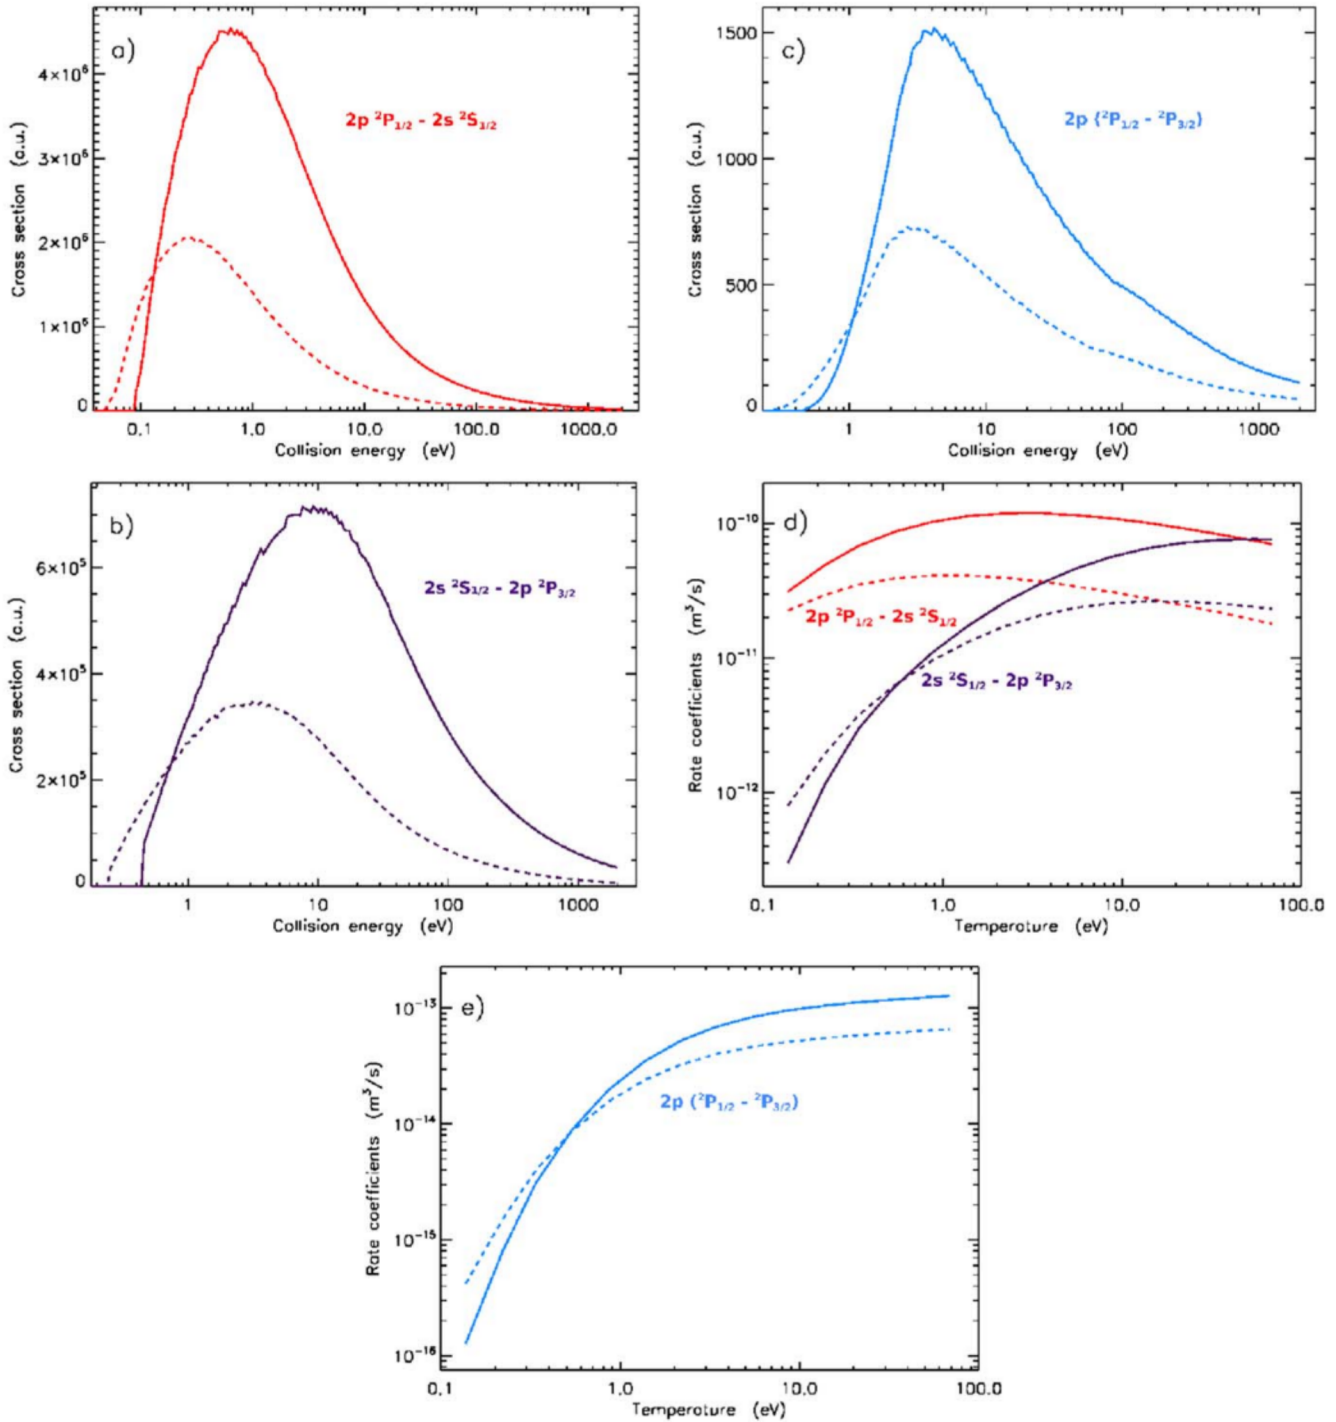 a)
2p ²P₁/₂ - 2s ²S₁/₂
Cross section (a.u.)
4×10⁶
3×10⁶
2×10⁶
1×10⁶
0
0.1 1.0 10.0 100.0 1000.0
Collision energy (eV)
c)
2p (²P₁/₂ - ²P₃/₂)
Cross section (a.u.)
1500
1000
500
0
1 10 100 1000
Collision energy (eV)
b)
2s ²S₁/₂ - 2p ²P₃/₂
Cross section (a.u.)
6×10⁵
4×10⁵
2×10⁵
0
1 10 100 1000
Collision energy (eV)
d)
2p ²P₁/₂ - 2s ²S₁/₂
2s ²S₁/₂ - 2p ²P₃/₂
Rate coefficients (m³/s)
10⁻¹⁰
10⁻¹¹
10⁻¹²
0.1 1.0 10.0 100.0
Temperature (eV)
e)
2p (²P₁/₂ - ²P₃/₂)
Rate coefficients (m³/s)
10⁻¹³
10⁻¹⁴
10⁻¹⁵
10⁻¹⁶
0.1 1.0 10.0 100.0
Temperature (eV)